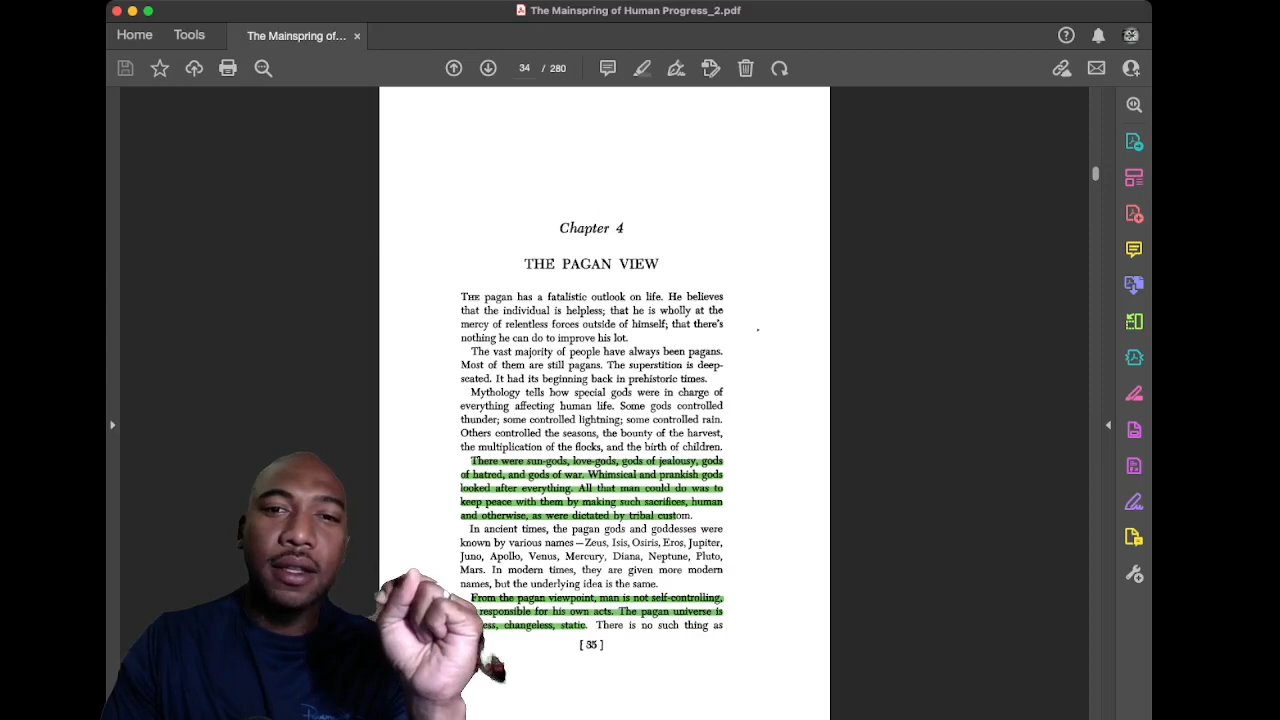 The Mainspring of Human Progress_2.pdf
Home
Tools
The Mainspring of...
34 / 280
Chapter 4
THE PAGAN VIEW
THE pagan has a fatalistic outlook on life. He believes
that the individual is helpless; that he is wholly at the
mercy of relentless forces outside of himself; that there's
nothing he can do to improve his lot.
The vast majority of people have always been pagans.
Most of them are still pagans. The superstition is deep-
seated. It had its beginning back in prehistoric times.
Mythology tells how special gods were in charge of
everything affecting human life. Some gods controlled
thunder; some controlled lightning; some controlled rain.
Others controlled the seasons, the bounty of the harvest,
the multiplication of the flocks, and the birth of children.
There were sun-gods, love-gods, gods of jealousy, gods
of hatred, and gods of war. Whimsical and prankish gods
looked after everything. All that man could do was to
keep peace with them by making such sacrifices, human
and otherwise, as were dictated by tribal custom.
In ancient times, the pagan gods and goddesses were
known by various names—Zeus, Isis, Osiris, Eros, Jupiter,
Juno, Apollo, Venus, Mercury, Diana, Neptune, Pluto,
Mars. In modern times, they are given more modern
names, but the underlying idea is the same.
From the pagan viewpoint, man is not self-controlling,
responsible for his own acts. The pagan universe is
changeless, static. There is no such thing as
[ 35 ]